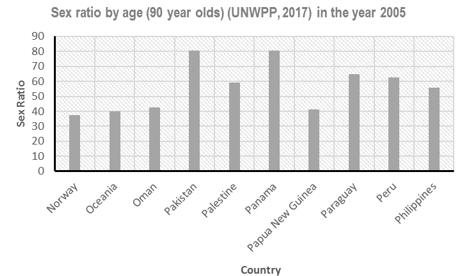 Sex ratio by age (90 year olds) (UNWPP, 2017) in the year 2005
90
80
70
60
50
40
30
20
10
0
Sex Ratio
Norway
Oceania
Oman
Pakistan
Palestine
Panama
Papua New Guinea
Paraguay
Peru
Philippines
Country